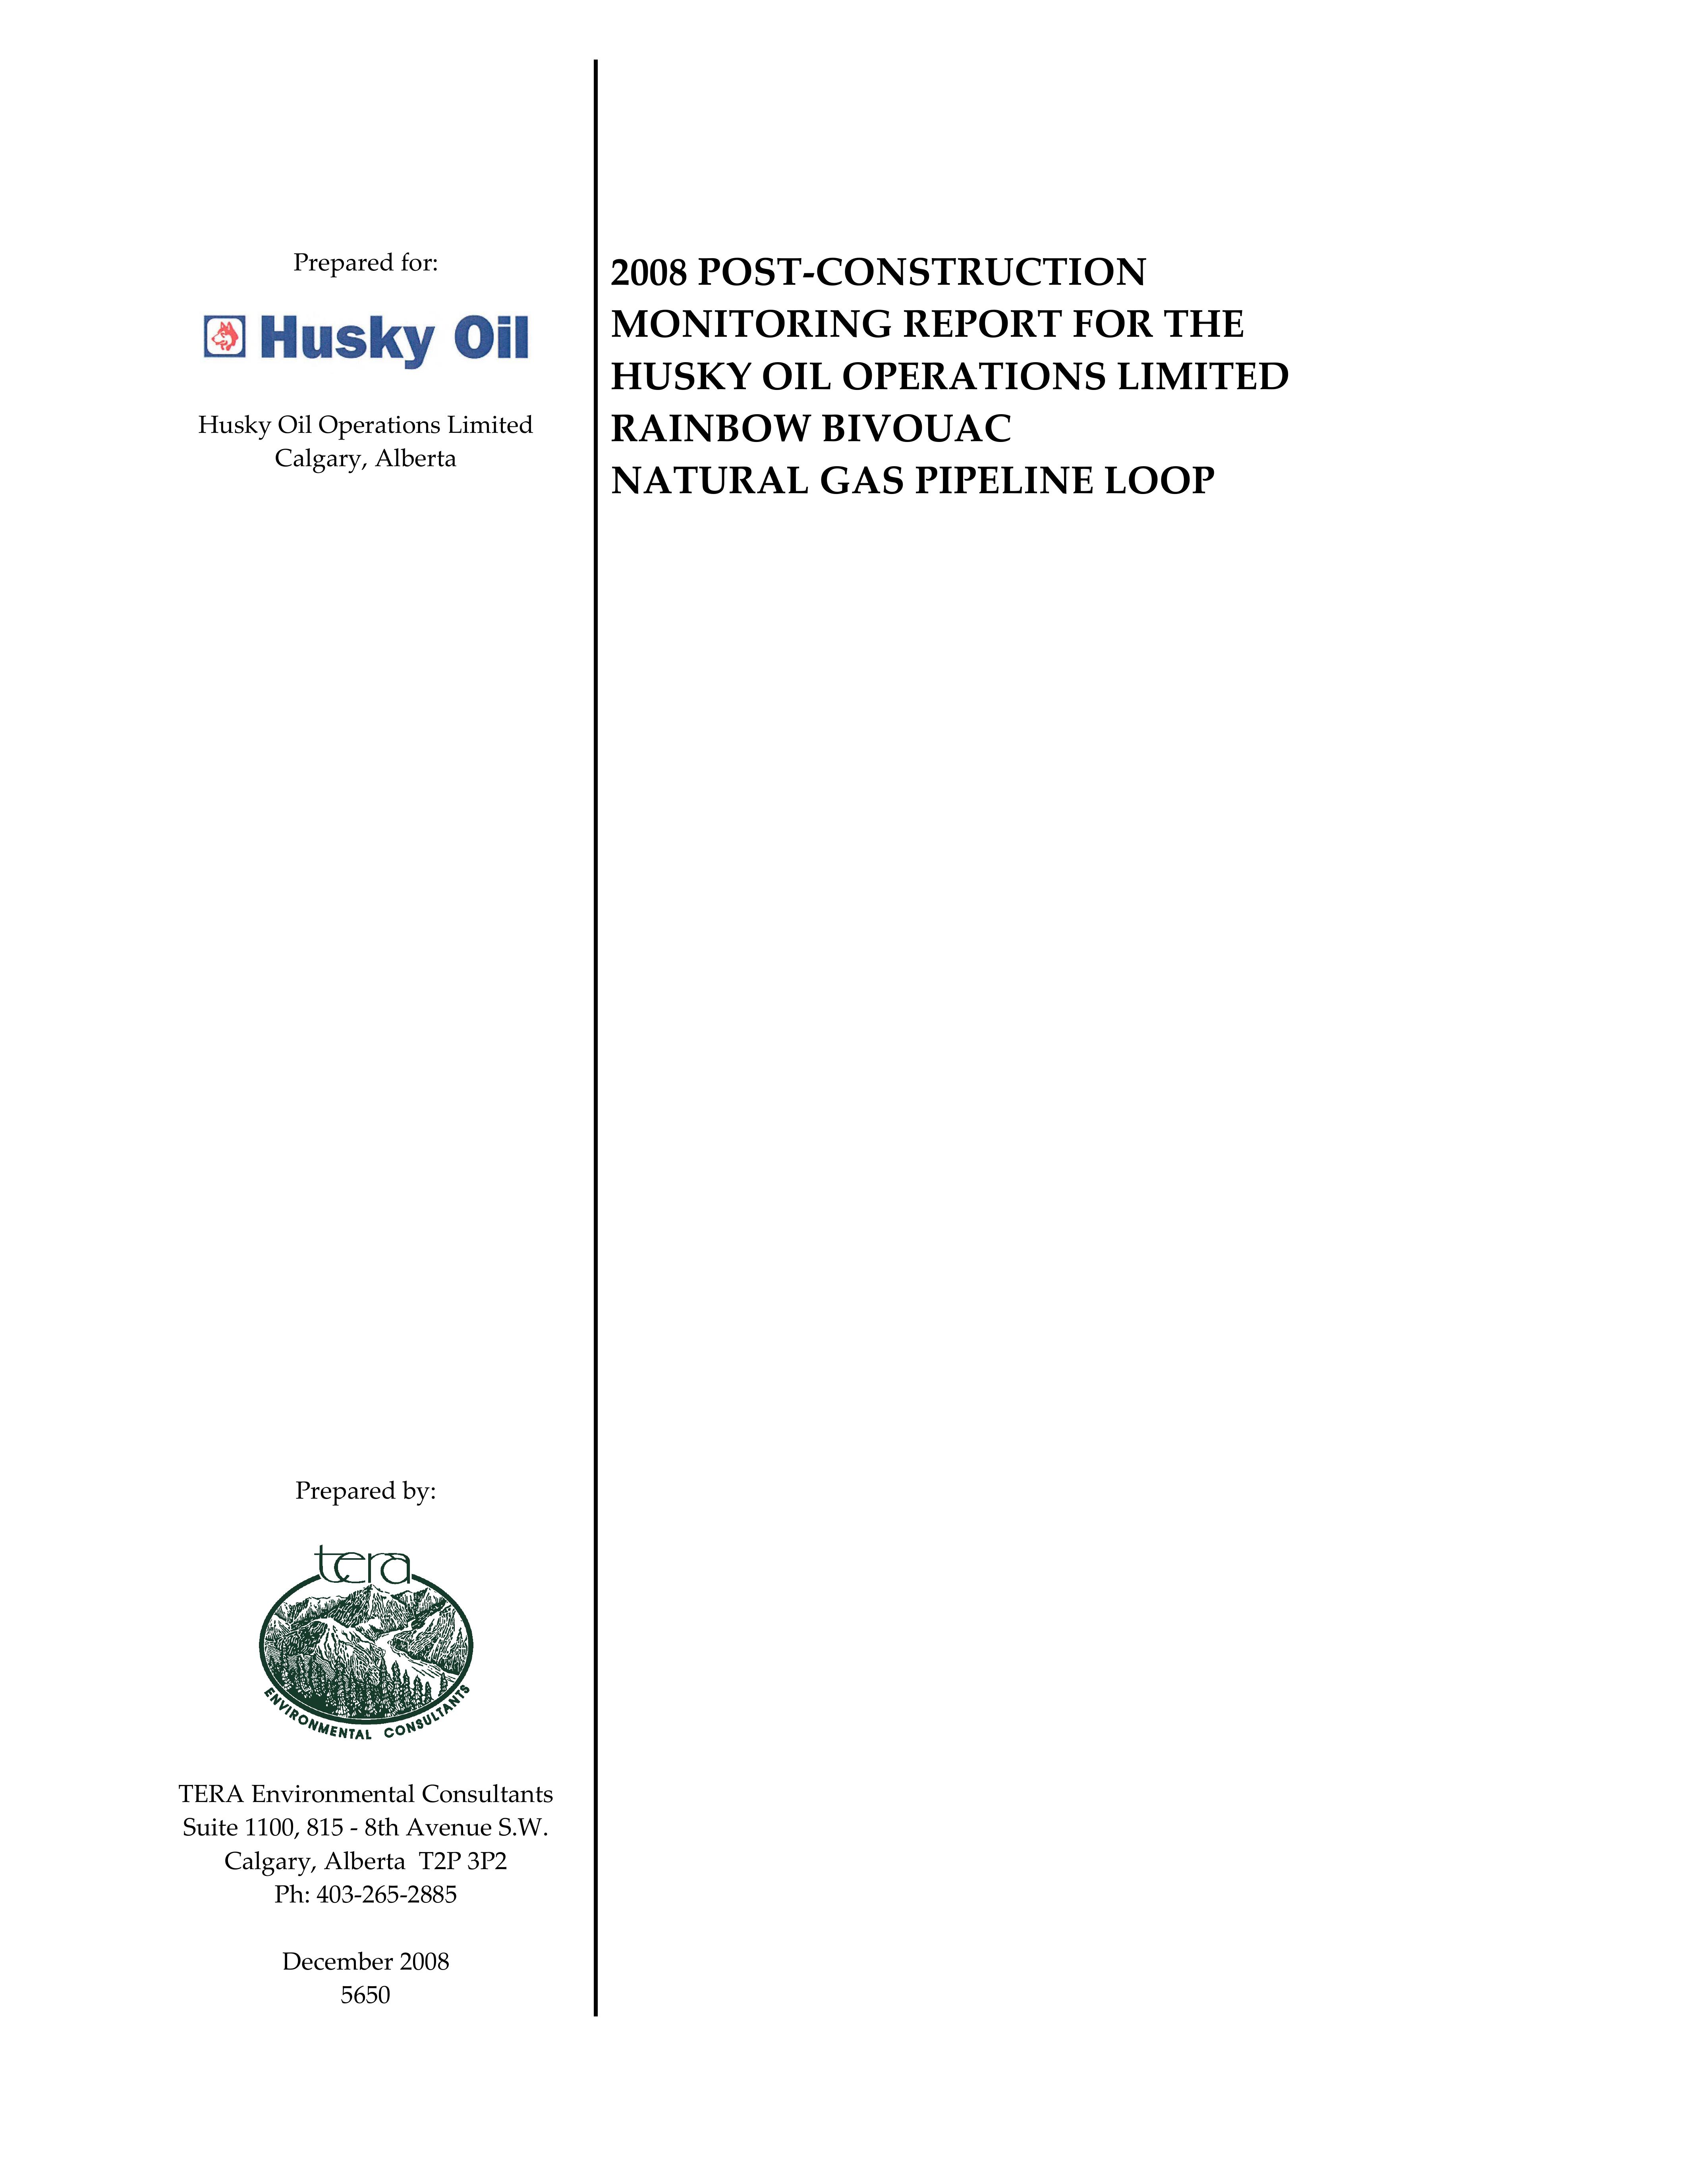 Prepared for:
Husky Oil
Husky Oil Operations Limited
Calgary, Alberta
2008 POST-CONSTRUCTION
MONITORING REPORT FOR THE
HUSKY OIL OPERATIONS LIMITED
RAINBOW BIVOUAC
NATURAL GAS PIPELINE LOOP
Prepared by:
tera
ENVIRONMENTAL CONSULTANTS
TERA Environmental Consultants
Suite 1100, 815 - 8th Avenue S.W.
Calgary, Alberta  T2P 3P2
Ph: 403-265-2885
December 2008
5650